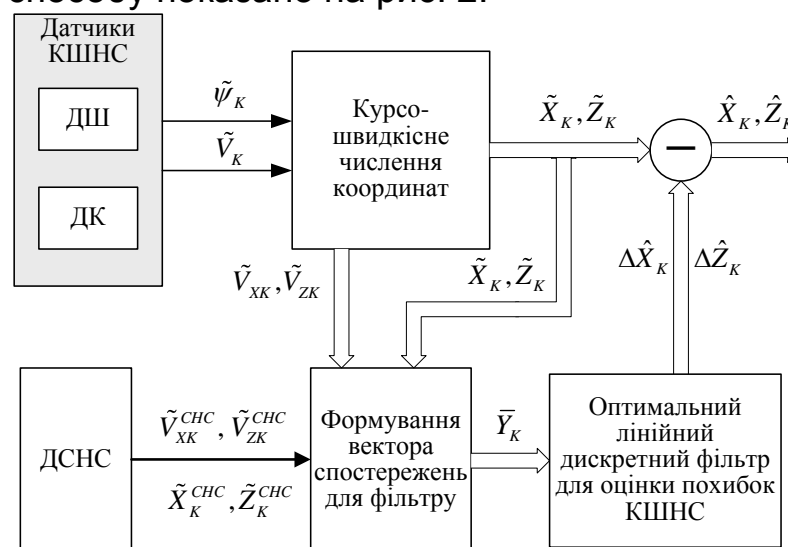 способу показано на рис. 2.
Датчики
КШНС
ДШ
ДК
ψ̃_K
Ṽ_K
Курсо-
швидкісне
числення
координат
X̃_K, Z̃_K
−
X̂_K, Ẑ_K
Ṽ_XK, Ṽ_ZK
X̃_K, Z̃_K
ΔX̂_K ΔẐ_K
ДСНС
Ṽ_XK^СНС, Ṽ_ZK^СНС
X̃_K^СНС, Z̃_K^СНС
Формування
вектора
спостережень
для фільтру
Ȳ_K
Оптимальний
лінійний
дискретний фільтр
для оцінки похибок
КШНС